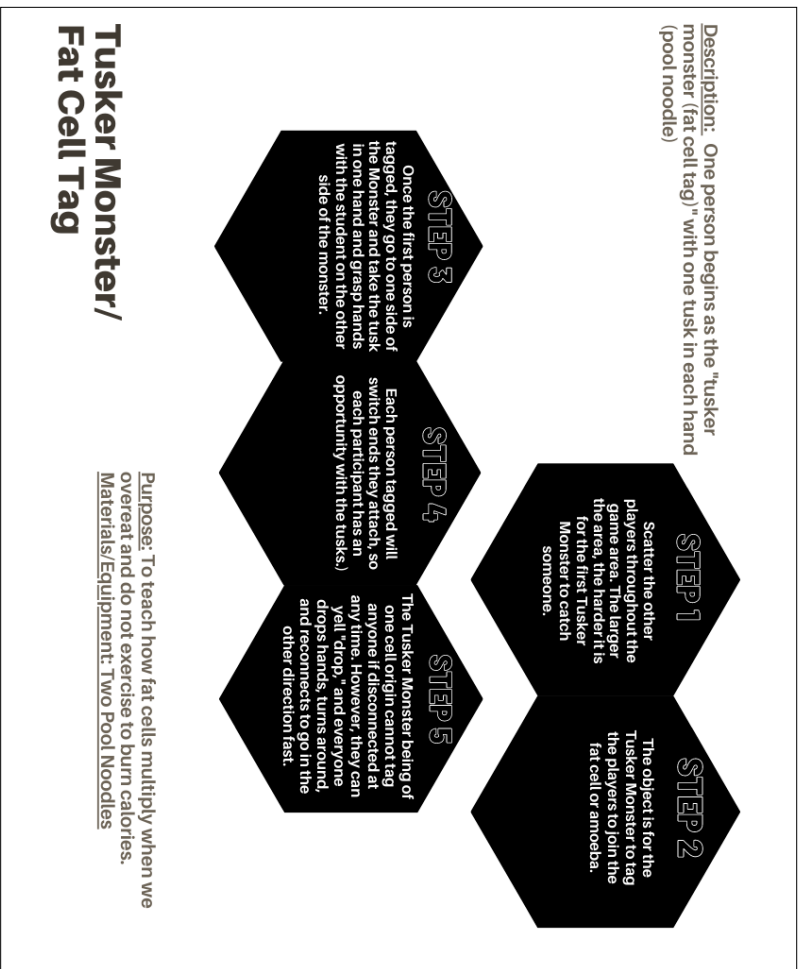 Description: One person begins as the "tusker
monster (fat cell tag)" with one tusk in each hand
(pool noodle)
STEP 1
Scatter the other
players throughout the
game area. The larger
the area, the harder it is
for the first Tusker
Monster to catch
someone.
STEP 2
The object is for the
Tusker Monster to tag
the players to join the
fat cell or amoeba.
STEP 3
Once the first person is
tagged, they go to one side of
the Monster and take the tusk
in one hand and grasp hands
with the student on the other
side of the monster.
STEP 4
Each person tagged will
switch ends they attach, so
each participant has an
opportunity with the tusks.)
STEP 5
The Tusker Monster being of
one cell origin cannot tag
anyone if disconnected at
any time. However, they can
yell "drop," and everyone
drops hands, turns around,
and reconnects to go in the
other direction fast.
Tusker Monster/
Fat Cell Tag
Purpose: To teach how fat cells multiply when we
overeat and do not exercise to burn calories.
Materials/Equipment: Two Pool Noodles